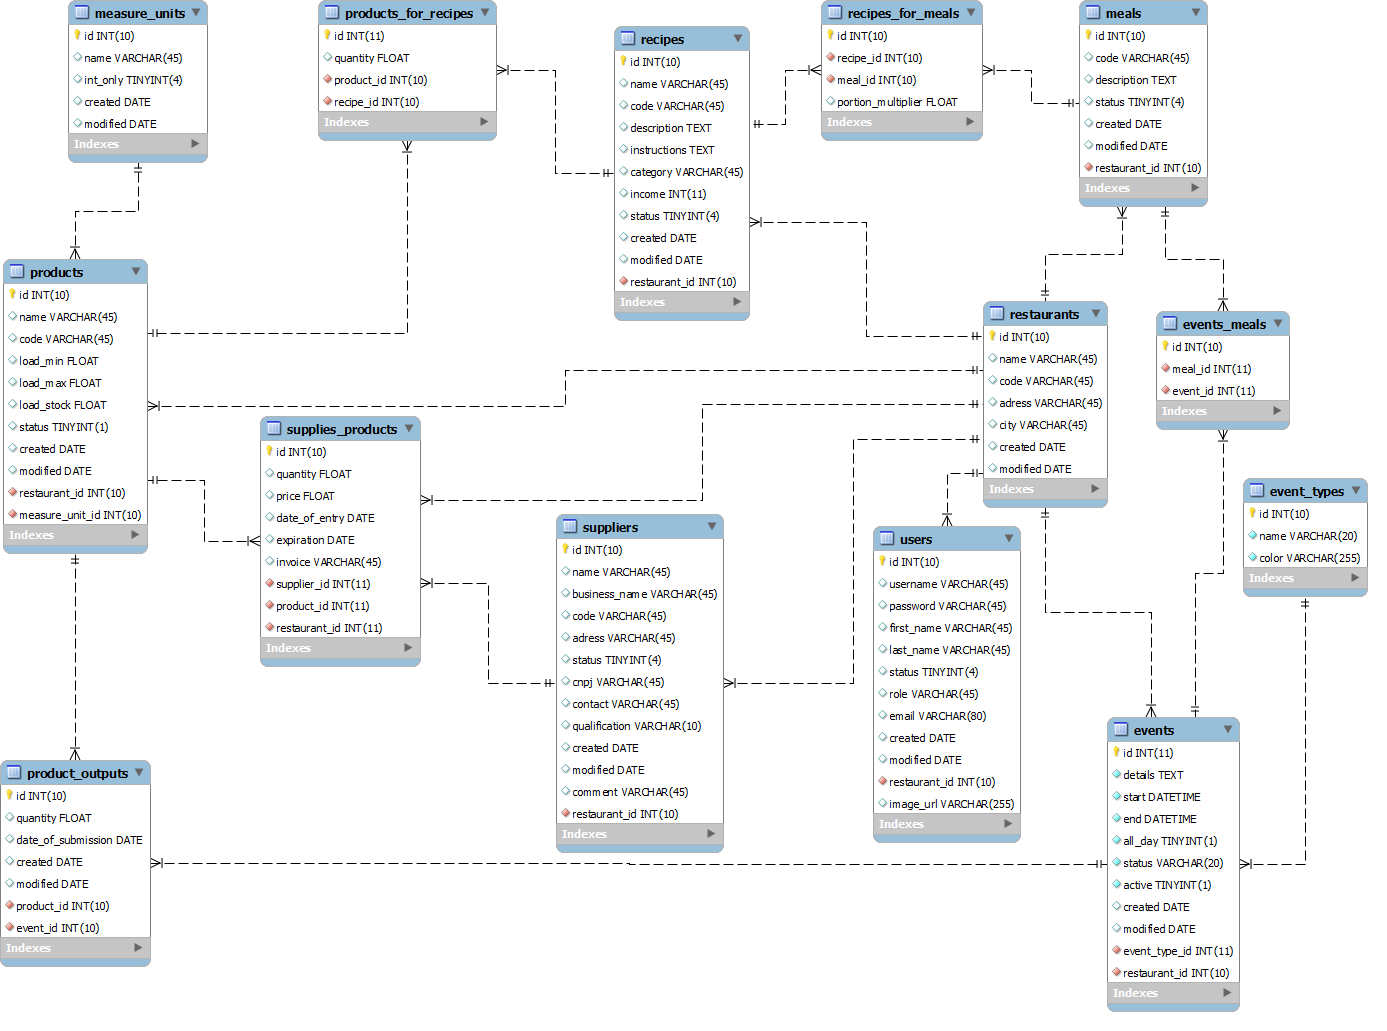 measure_units
id INT(10)
name VARCHAR(45)
int_only TINYINT(4)
created DATE
modified DATE
Indexes
products_for_recipes
id INT(11)
quantity FLOAT
product_id INT(10)
recipe_id INT(10)
Indexes
recipes
id INT(10)
name VARCHAR(45)
code VARCHAR(45)
description TEXT
instructions TEXT
category VARCHAR(45)
income INT(11)
status TINYINT(4)
created DATE
modified DATE
restaurant_id INT(10)
Indexes
recipes_for_meals
id INT(10)
recipe_id INT(10)
meal_id INT(10)
portion_multiplier FLOAT
Indexes
meals
id INT(10)
code VARCHAR(45)
description TEXT
status TINYINT(4)
created DATE
modified DATE
restaurant_id INT(10)
Indexes
products
id INT(10)
name VARCHAR(45)
code VARCHAR(45)
load_min FLOAT
load_max FLOAT
load_stock FLOAT
status TINYINT(1)
created DATE
modified DATE
restaurant_id INT(10)
measure_unit_id INT(10)
Indexes
supplies_products
id INT(10)
quantity FLOAT
price FLOAT
date_of_entry DATE
expiration DATE
invoice VARCHAR(45)
supplier_id INT(11)
product_id INT(11)
restaurant_id INT(11)
Indexes
suppliers
id INT(10)
name VARCHAR(45)
business_name VARCHAR(45)
code VARCHAR(45)
adress VARCHAR(45)
status TINYINT(4)
cnpj VARCHAR(45)
contact VARCHAR(45)
qualification VARCHAR(10)
created DATE
modified DATE
comment VARCHAR(45)
restaurant_id INT(10)
Indexes
restaurants
id INT(10)
name VARCHAR(45)
code VARCHAR(45)
adress VARCHAR(45)
city VARCHAR(45)
created DATE
modified DATE
Indexes
events_meals
id INT(10)
meal_id INT(11)
event_id INT(11)
Indexes
event_types
id INT(10)
name VARCHAR(20)
color VARCHAR(255)
Indexes
users
id INT(10)
username VARCHAR(45)
password VARCHAR(45)
first_name VARCHAR(45)
last_name VARCHAR(45)
status TINYINT(4)
role VARCHAR(45)
email VARCHAR(80)
created DATE
modified DATE
restaurant_id INT(10)
image_url VARCHAR(255)
Indexes
product_outputs
id INT(10)
quantity FLOAT
date_of_submission DATE
created DATE
modified DATE
product_id INT(10)
event_id INT(10)
Indexes
events
id INT(11)
details TEXT
start DATETIME
end DATETIME
all_day TINYINT(1)
status VARCHAR(20)
active TINYINT(1)
created DATE
modified DATE
event_type_id INT(11)
restaurant_id INT(10)
Indexes